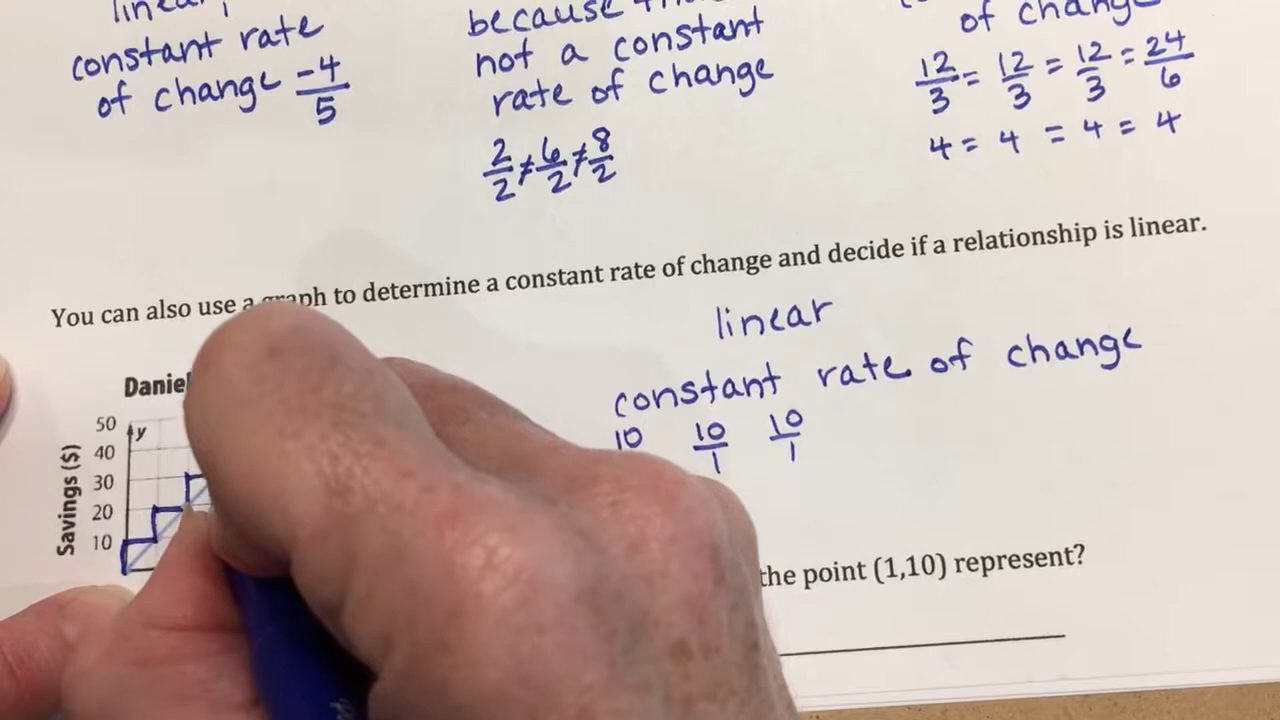 linear,
constant rate
of change -4/5
because
not a constant
rate of change
2/2 ≠ 6/2 ≠ 8/2
of change
12/3 = 12/3 = 12/3 = 24/6
4 = 4 = 4 = 4
You can also use a graph to determine a constant rate of change and decide if a relationship is linear.
linear
constant rate of change
10 10/1 10/1
Daniel
y
50
40
30
20
10
Savings ($)
the point (1,10) represent?